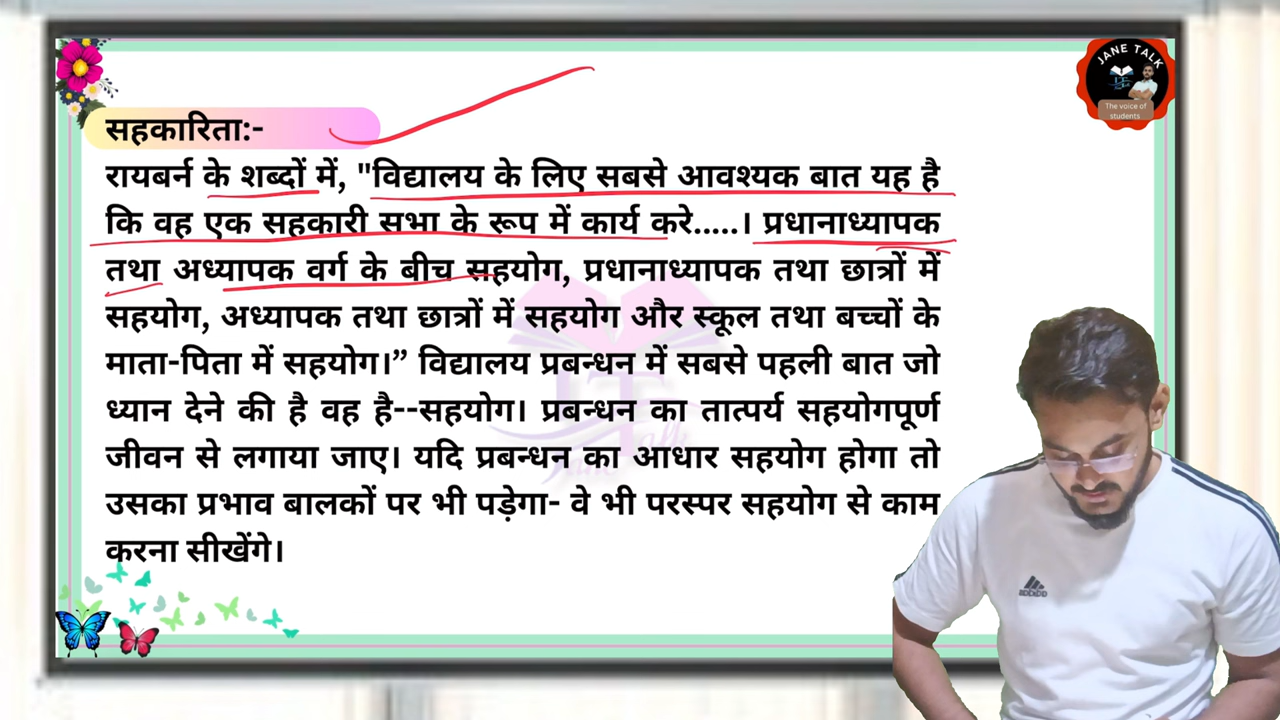 JANE TALK
The voice of
students
सहकारिता:-
रायबर्न के शब्दों में, "विद्यालय के लिए सबसे आवश्यक बात यह है
कि वह एक सहकारी सभा के रूप में कार्य करे.....। प्रधानाध्यापक
तथा अध्यापक वर्ग के बीच सहयोग, प्रधानाध्यापक तथा छात्रों में
सहयोग, अध्यापक तथा छात्रों में सहयोग और स्कूल तथा बच्चों के
माता-पिता में सहयोग।” विद्यालय प्रबन्धन में सबसे पहली बात जो
ध्यान देने की है वह है--सहयोग। प्रबन्धन का तात्पर्य सहयोगपूर्ण
जीवन से लगाया जाए। यदि प्रबन्धन का आधार सहयोग होगा तो
उसका प्रभाव बालकों पर भी पड़ेगा- वे भी परस्पर सहयोग से काम
करना सीखेंगे।